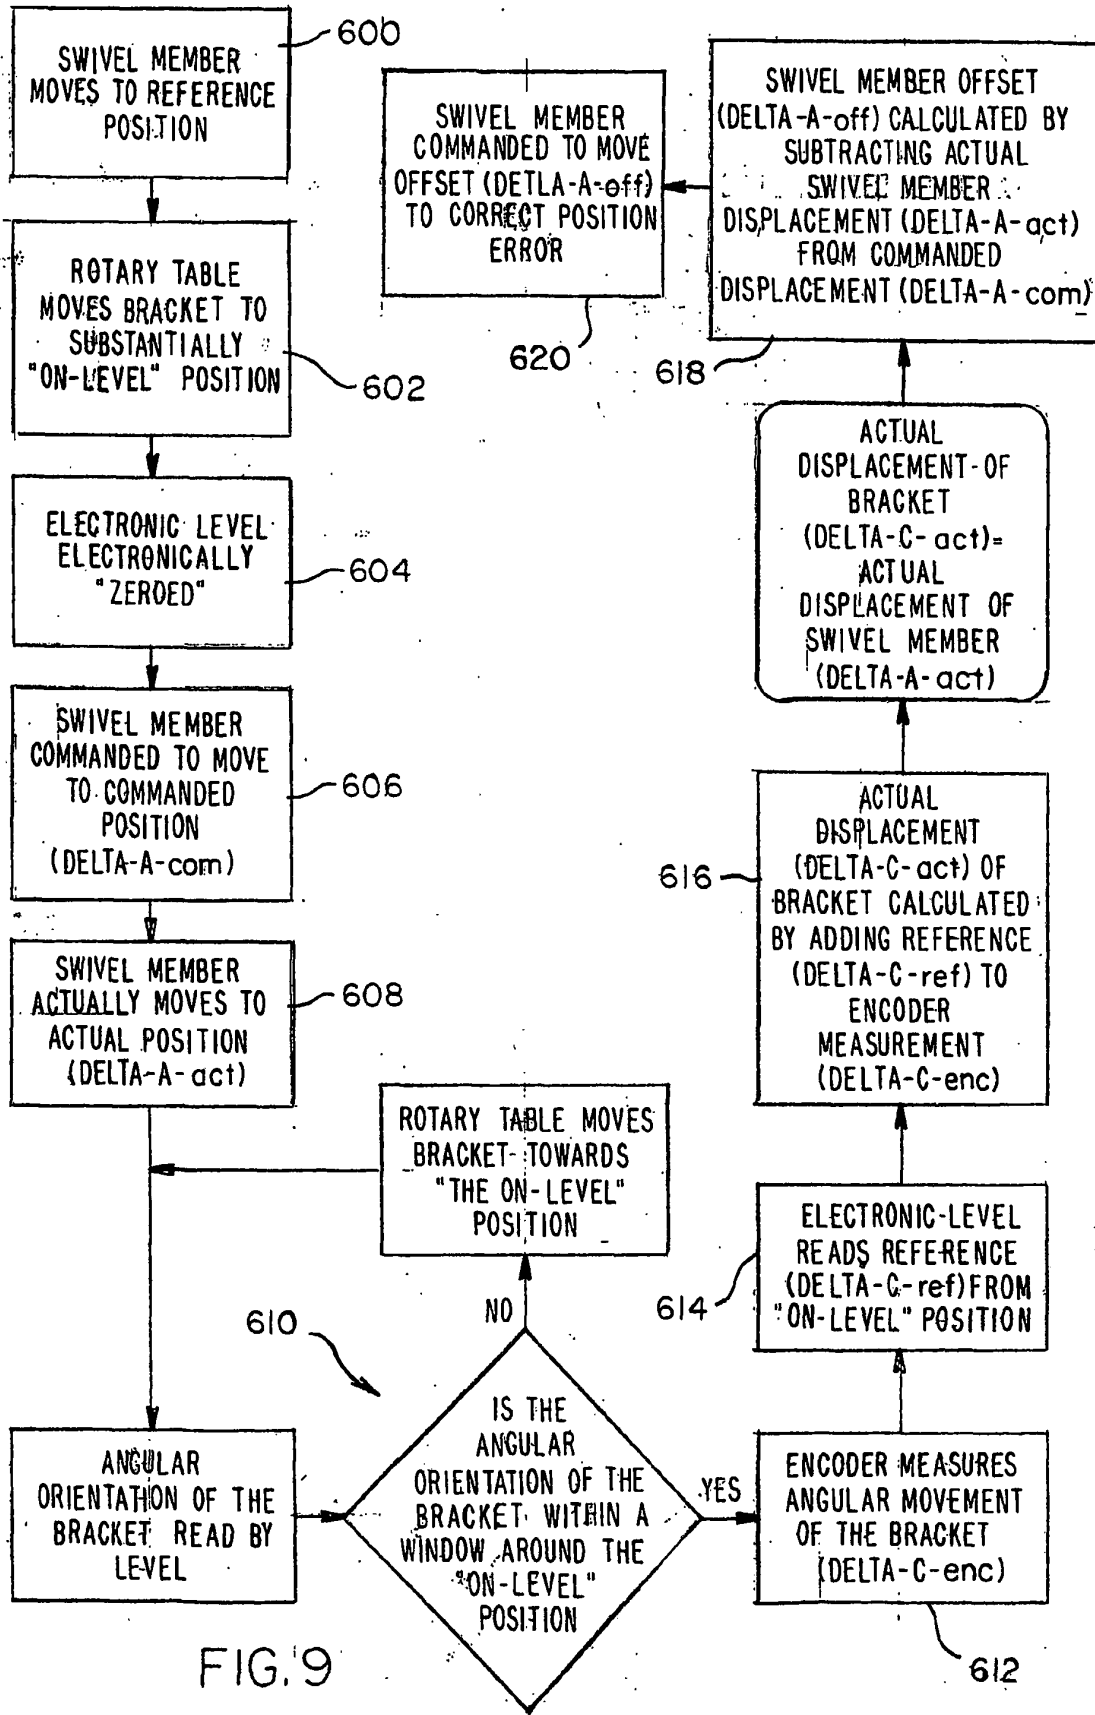 600
SWIVEL MEMBER
MOVES TO REFERENCE
POSITION
ROTARY TABLE
MOVES BRACKET TO
SUBSTANTIALLY
"ON-LEVEL" POSITION
602
ELECTRONIC LEVEL
ELECTRONICALLY
"ZEROED"
604
SWIVEL MEMBER
COMMANDED TO MOVE
TO COMMANDED
POSITION
(DELTA-A-com)
606
SWIVEL MEMBER
ACTUALLY MOVES TO
ACTUAL POSITION
(DELTA-A-act)
608
ROTARY TABLE MOVES
BRACKET TOWARDS
"THE ON-LEVEL"
POSITION
NO
610
ANGULAR
ORIENTATION OF THE
BRACKET READ BY
LEVEL
IS THE
ANGULAR
ORIENTATION OF THE
BRACKET WITHIN A
WINDOW AROUND THE
"ON-LEVEL"
POSITION
YES
ENCODER MEASURES
ANGULAR MOVEMENT
OF THE BRACKET
(DELTA-C-enc)
612
ELECTRONIC-LEVEL
READS REFERENCE
(DELTA-C-ref) FROM
"ON-LEVEL" POSITION
614
ACTUAL
DISPLACEMENT
(DELTA-C-act) OF
BRACKET CALCULATED
BY ADDING REFERENCE
(DELTA-C-ref) TO
ENCODER
MEASUREMENT
(DELTA-C-enc)
616
ACTUAL
DISPLACEMENT-OF
BRACKET
(DELTA-C-act)=
ACTUAL
DISPLACEMENT OF
SWIVEL MEMBER
(DELTA-A-act)
SWIVEL MEMBER OFFSET
(DELTA-A-off) CALCULATED BY
SUBTRACTING ACTUAL
SWIVEL MEMBER
DISPLACEMENT (DELTA-A-act)
FROM COMMANDED
DISPLACEMENT (DELTA-A-com)
618
SWIVEL MEMBER
COMMANDED TO MOVE
OFFSET (DETLA-A-off)
TO CORRECT POSITION
ERROR
620
FIG. 9